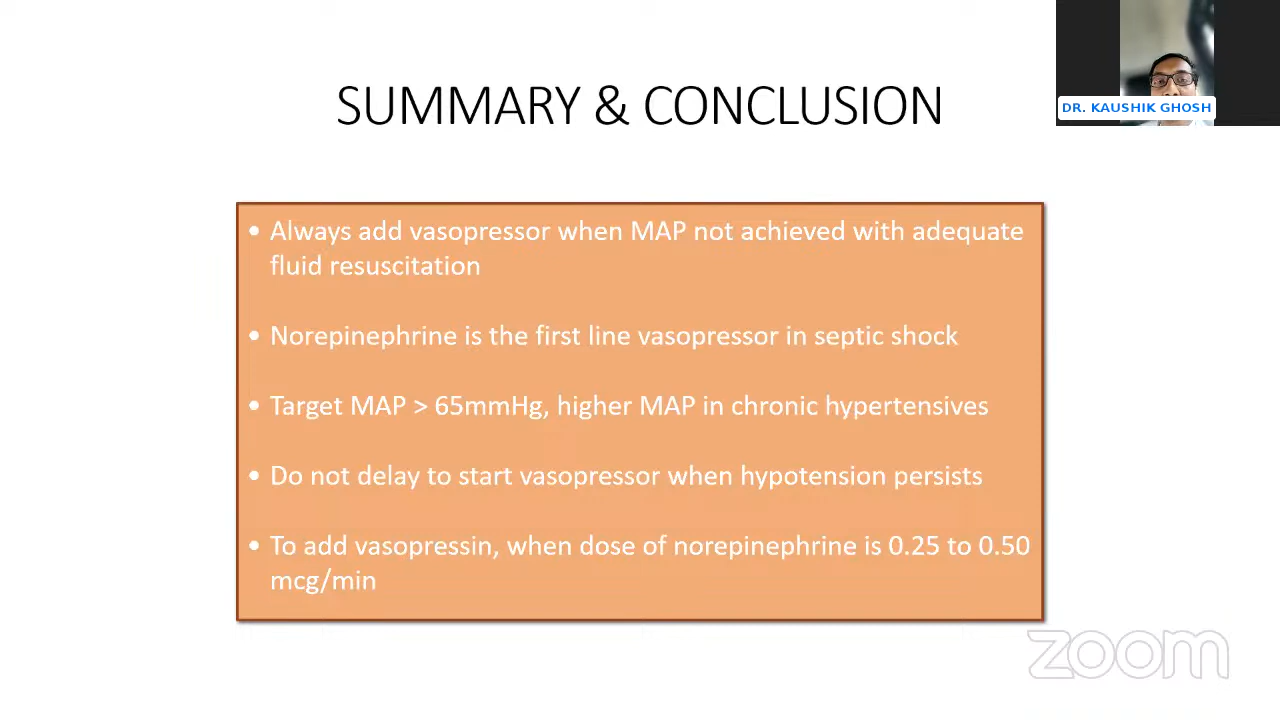 SUMMARY & CONCLUSION
DR. KAUSHIK GHOSH
• Always add vasopressor when MAP not achieved with adequate
fluid resuscitation
• Norepinephrine is the first line vasopressor in septic shock
• Target MAP > 65mmHg, higher MAP in chronic hypertensives
• Do not delay to start vasopressor when hypotension persists
• To add vasopressin, when dose of norepinephrine is 0.25 to 0.50
mcg/min
zoom